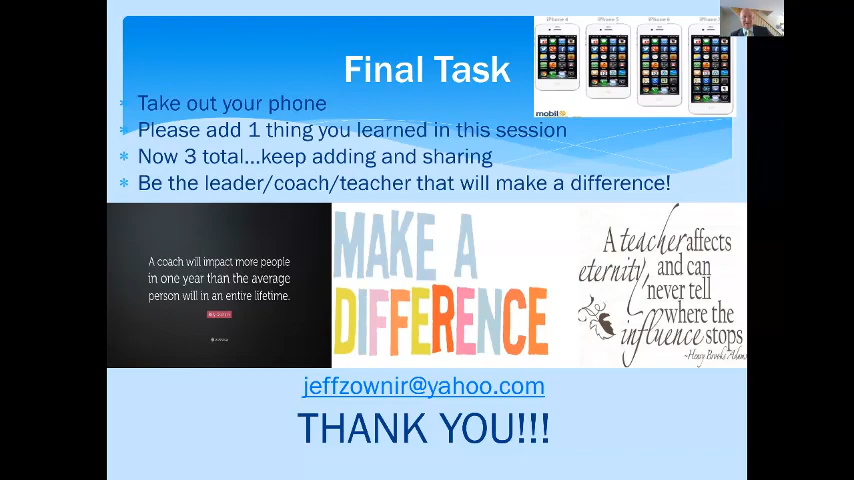 iPhone 4
iPhone 5
iPhone 6
Final Task
mobil
Take out your phone
Please add 1 thing you learned in this session
Now 3 total...keep adding and sharing
Be the leader/coach/teacher that will make a difference!
A coach will impact more people
in one year than the average
person will in an entire lifetime.
MAKE A
DIFFERENCE
A teacher affects
eternity and can
never tell
where the
influence stops
~Henry Brooke Adams
jeffzownir@yahoo.com
THANK YOU!!!